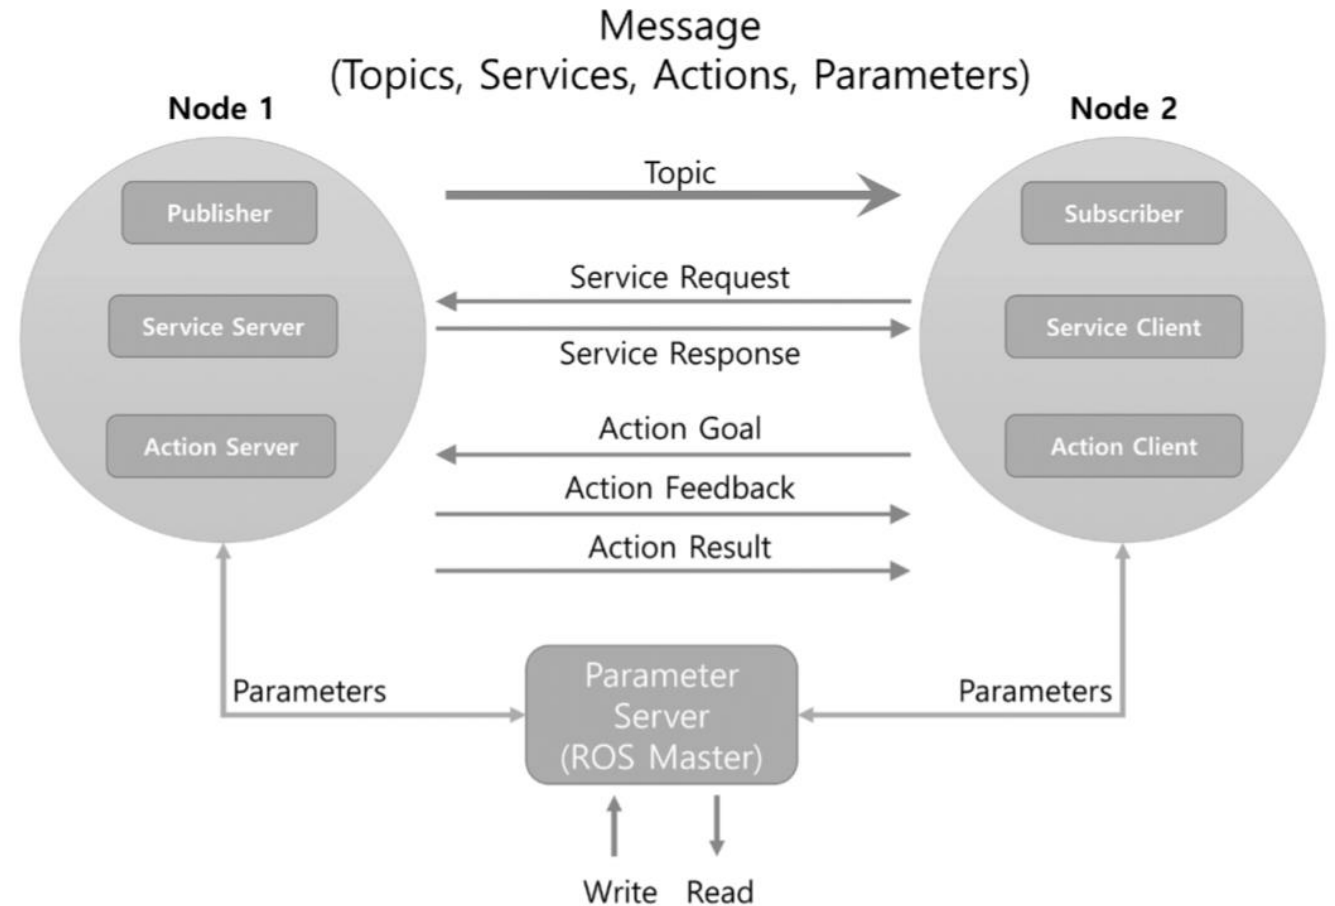 Message
(Topics, Services, Actions, Parameters)
Node 1
Node 2
Topic
Publisher
Subscriber
Service Request
Service Server
Service Client
Service Response
Action Goal
Action Server
Action Client
Action Feedback
Action Result
Parameter
Server
(ROS Master)
Parameters
Parameters
Write
Read